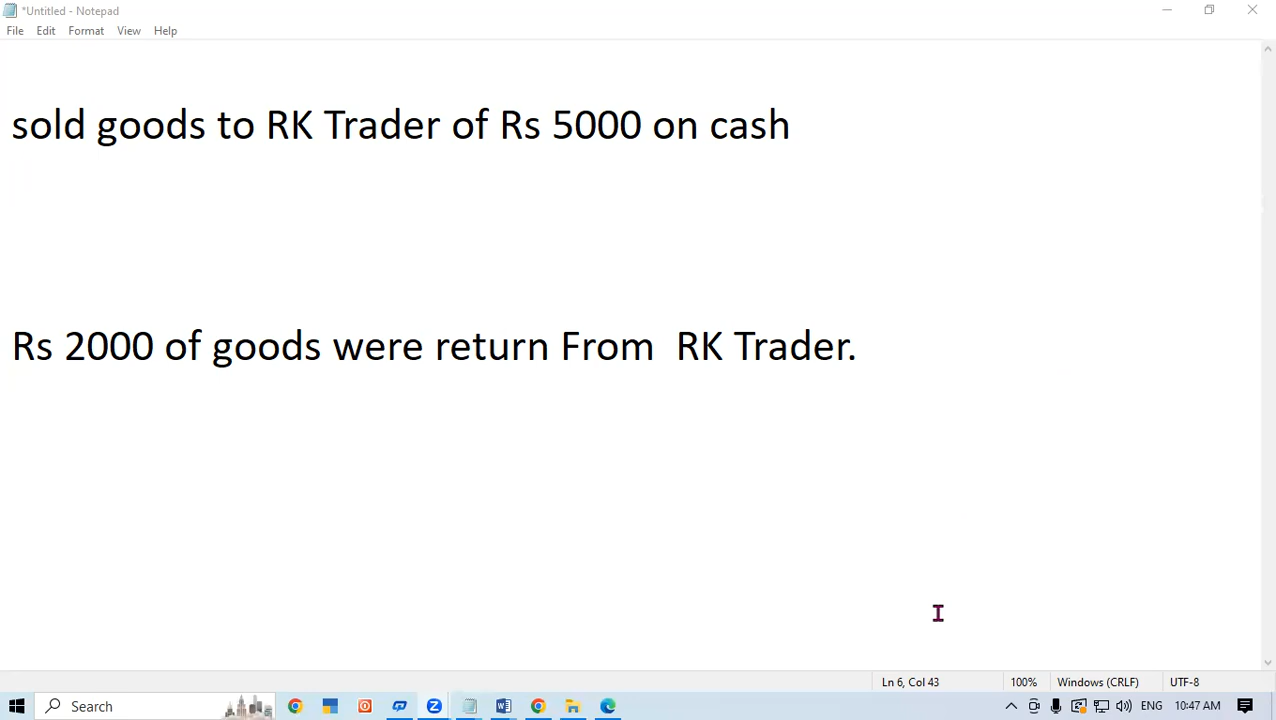 *Untitled - Notepad
File Edit Format View Help
sold goods to RK Trader of Rs 5000 on cash
Rs 2000 of goods were return From  RK Trader.
Ln 6, Col 43 100% Windows (CRLF) UTF-8
Search ENG 10:47 AM